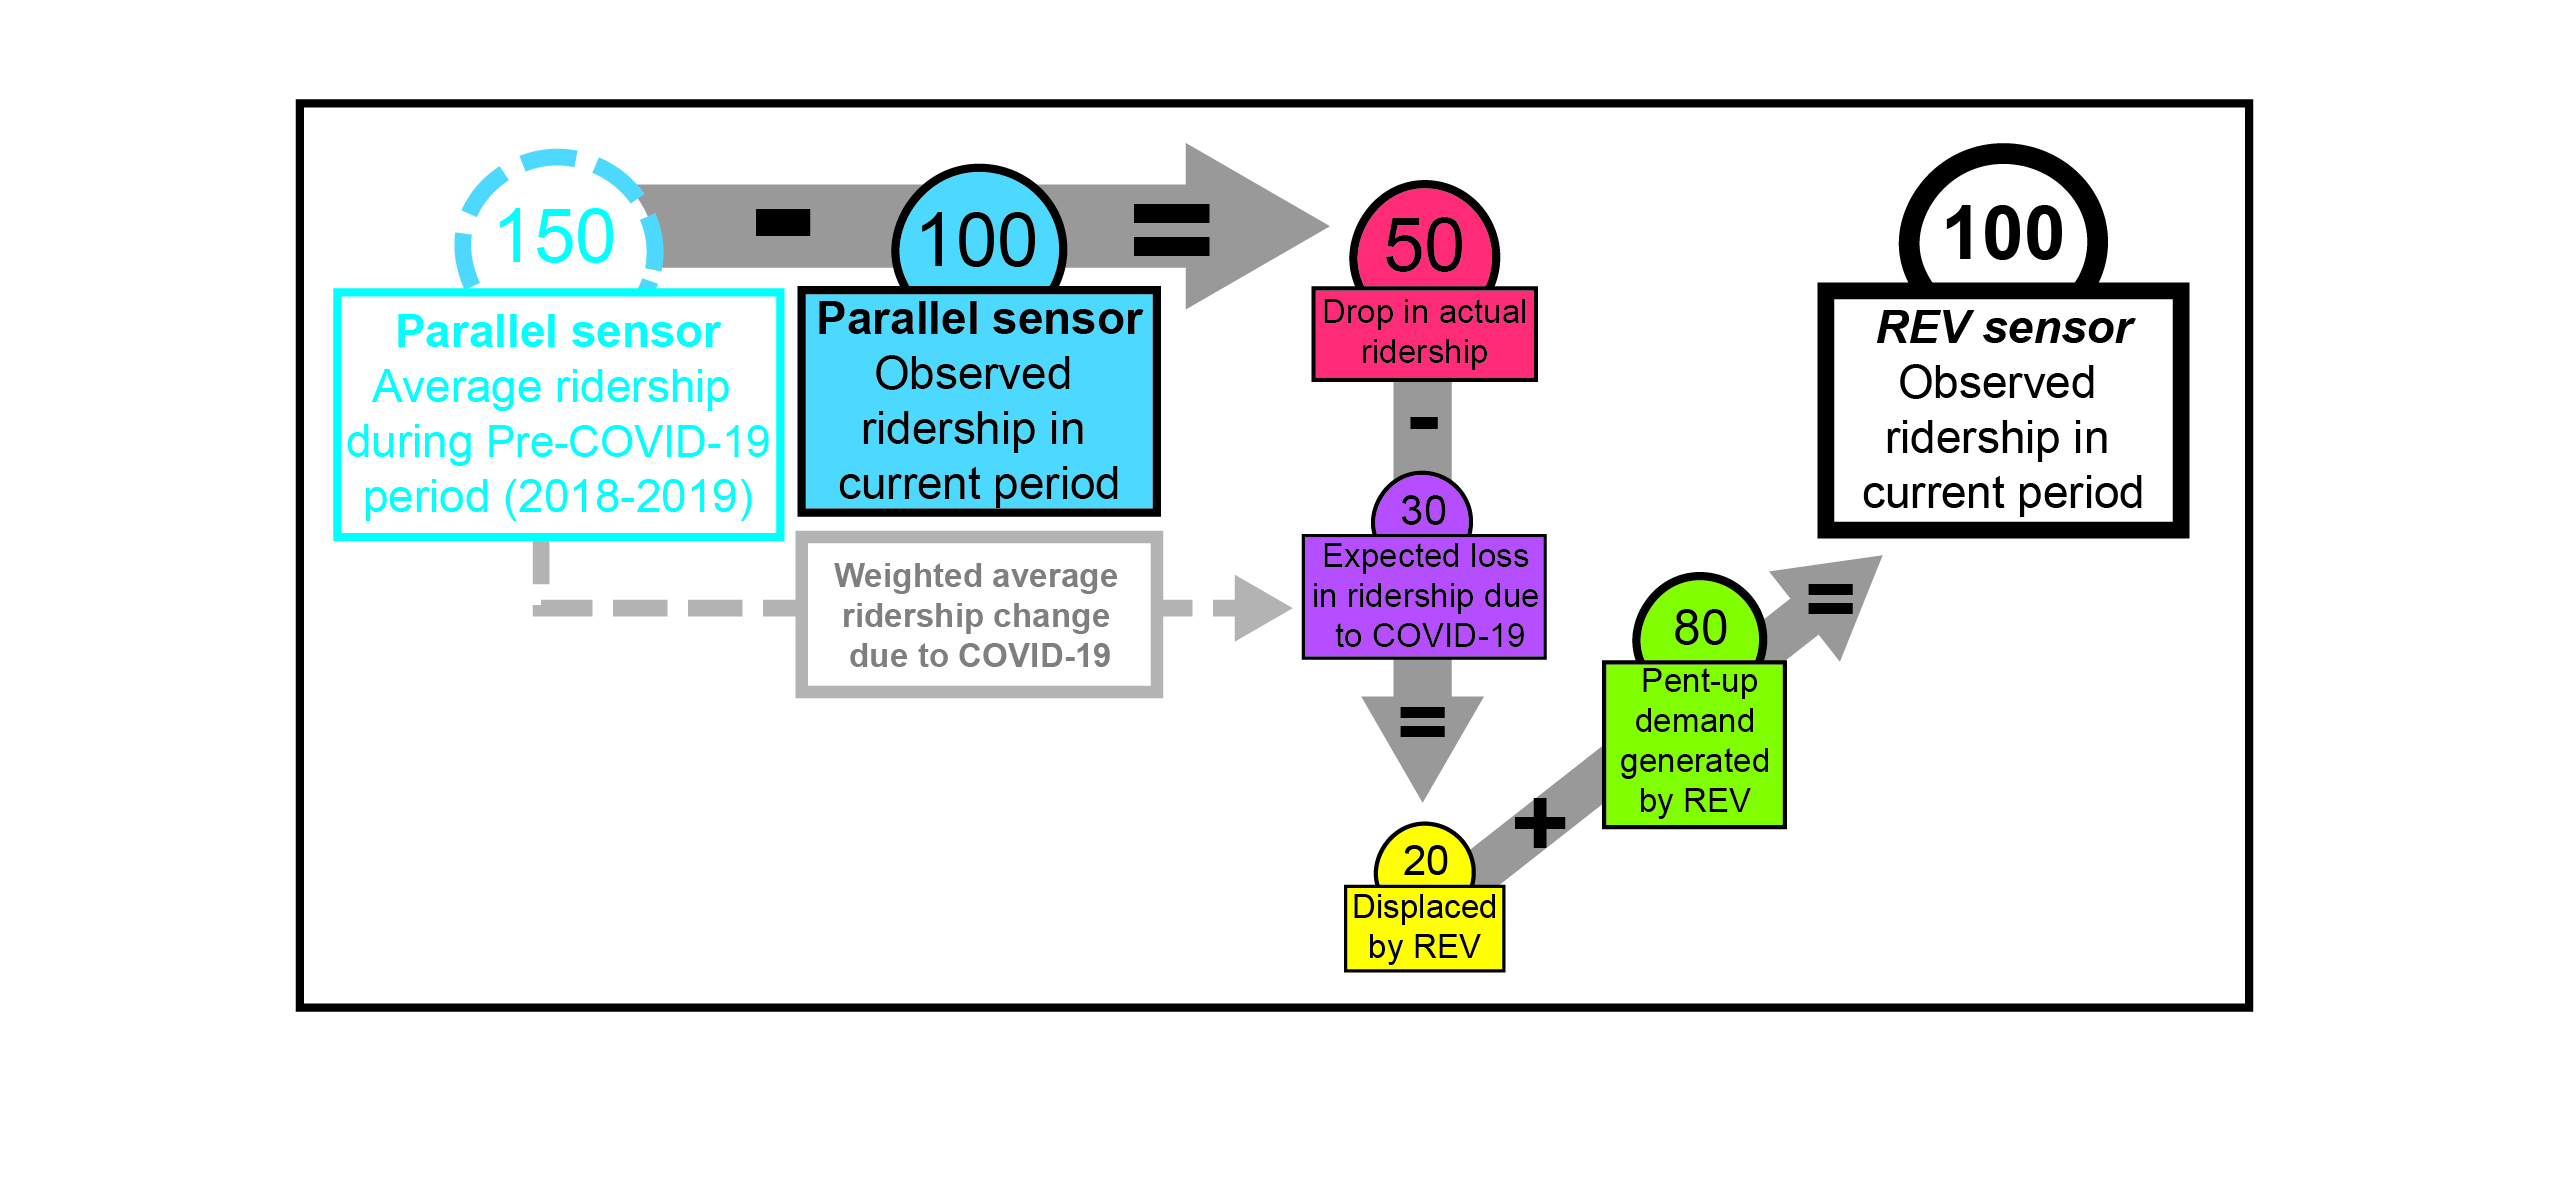 150
Parallel sensor
Average ridership
during Pre-COVID-19
period (2018-2019)
-
100
Parallel sensor
Observed
ridership in
current period
=
50
Drop in actual
ridership
-
Weighted average
ridership change
due to COVID-19
30
Expected loss
in ridership due
to COVID-19
=
20
Displaced
by REV
+
80
Pent-up
demand
generated
by REV
=
100
REV sensor
Observed
ridership in
current period